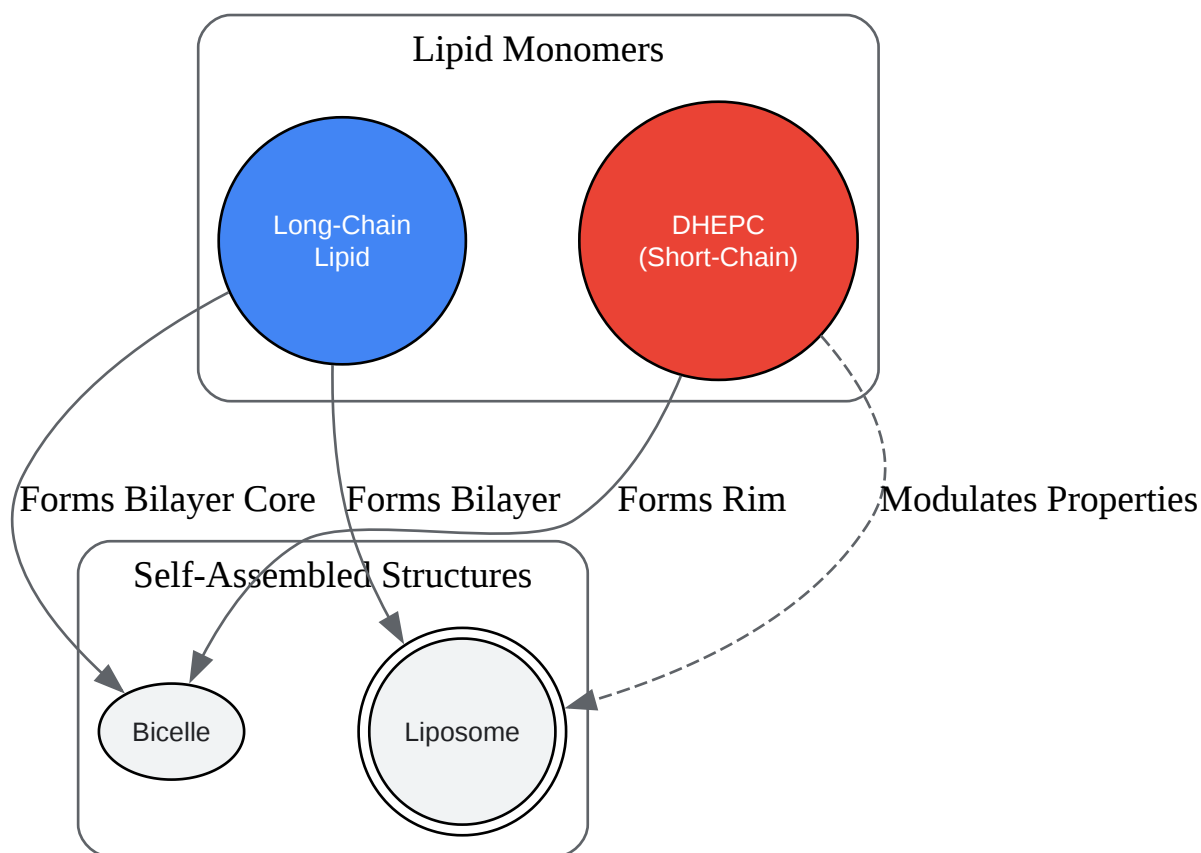 Lipid Monomers
Long-Chain
Lipid
DHEPC
(Short-Chain)
Forms Bilayer Core
Forms Bilayer
Forms Rim
Modulates Properties
Self-Assembled Structures
Bicelle
Liposome